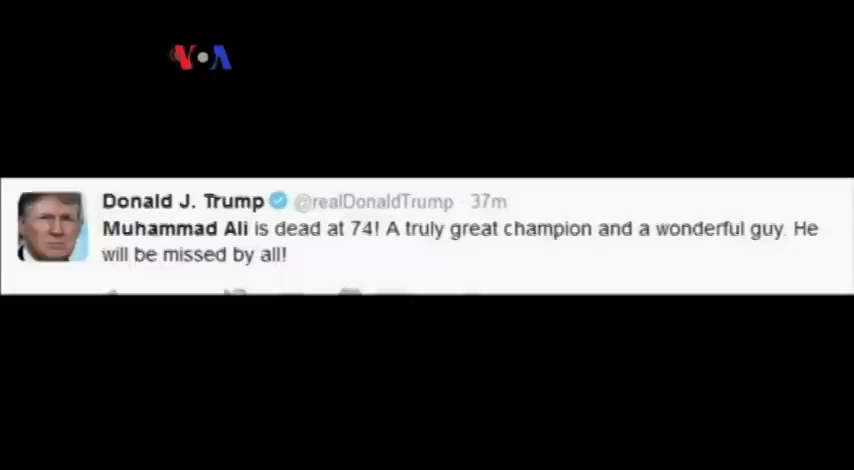 VOA
Donald J. Trump @realDonaldTrump · 37m
Muhammad Ali is dead at 74! A truly great champion and a wonderful guy. He
will be missed by all!